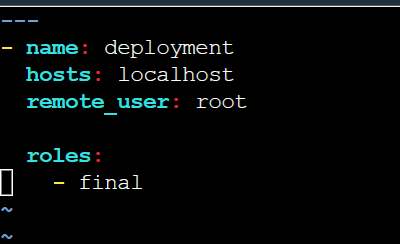 ---
- name: deployment
  hosts: localhost
  remote_user: root

  roles:
    - final
~
~